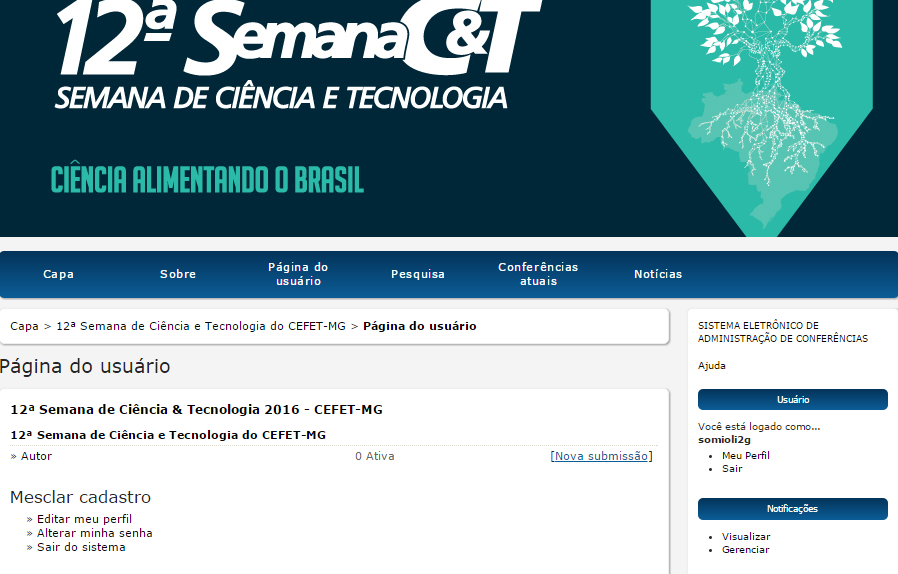 12ª SemanaC&T
SEMANA DE CIÊNCIA E TECNOLOGIA
CIÊNCIA ALIMENTANDO O BRASIL
Capa
Sobre
Página do
usuário
Pesquisa
Conferências
atuais
Notícias
Capa > 12ª Semana de Ciência e Tecnologia do CEFET-MG > Página do usuário
Página do usuário
12ª Semana de Ciência & Tecnologia 2016 - CEFET-MG
12ª Semana de Ciência e Tecnologia do CEFET-MG
» Autor 0 Ativa [Nova submissão]
Mesclar cadastro
» Editar meu perfil
» Alterar minha senha
» Sair do sistema
SISTEMA ELETRÔNICO DE
ADMINISTRAÇÃO DE CONFERÊNCIAS
Ajuda
Usuário
Você está logado como...
somioli2g
• Meu Perfil
• Sair
Notificações
• Visualizar
• Gerenciar